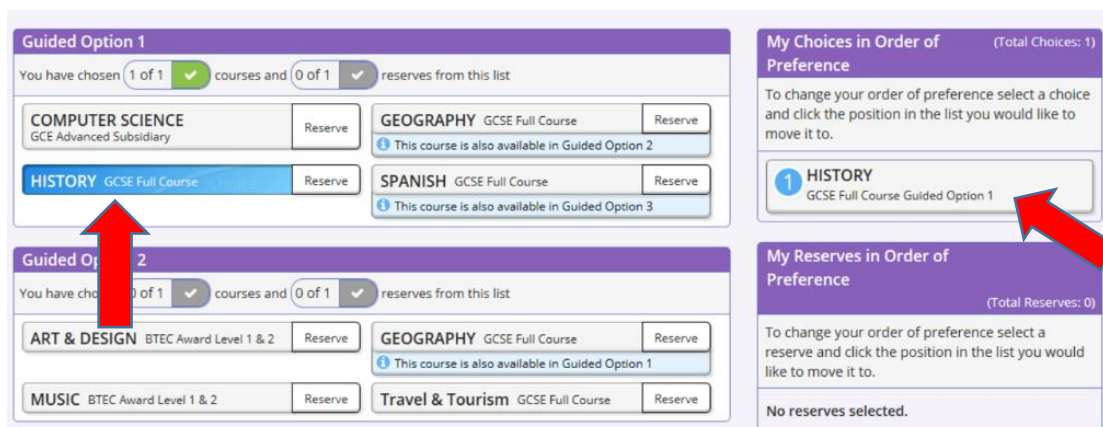 Guided Option 1
You have chosen 1 of 1 courses and 0 of 1 reserves from this list
COMPUTER SCIENCE
GCE Advanced Subsidiary
Reserve
GEOGRAPHY GCSE Full Course
Reserve
This course is also available in Guided Option 2
HISTORY GCSE Full Course
Reserve
SPANISH GCSE Full Course
Reserve
This course is also available in Guided Option 3
Guided Op 2
You have cho 0 of 1 courses and 0 of 1 reserves from this list
ART & DESIGN BTEC Award Level 1 & 2
Reserve
GEOGRAPHY GCSE Full Course
Reserve
This course is also available in Guided Option 1
MUSIC BTEC Award Level 1 & 2
Reserve
Travel & Tourism GCSE Full Course
Reserve
My Choices in Order of Preference
(Total Choices: 1)
To change your order of preference select a choice
and click the position in the list you would like to
move it to.
1 HISTORY
GCSE Full Course Guided Option 1
My Reserves in Order of
Preference
(Total Reserves: 0)
To change your order of preference select a
reserve and click the position in the list you would
like to move it to.
No reserves selected.